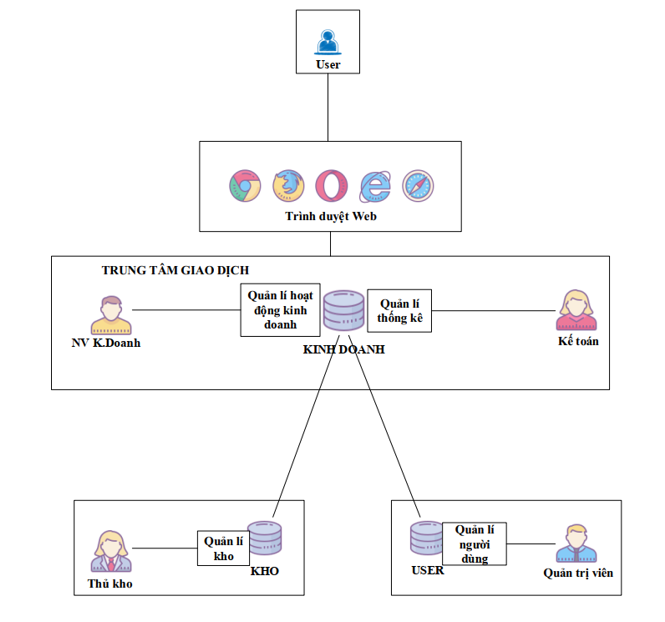 User
Trình duyệt Web
TRUNG TÂM GIAO DỊCH
Quản lí hoạt
động kinh
doanh
Quản lí
thống kê
NV K.Doanh
KINH DOANH
Kế toán
Quản lí
kho
Thủ kho
KHO
Quản lí
người
dùng
USER
Quản trị viên